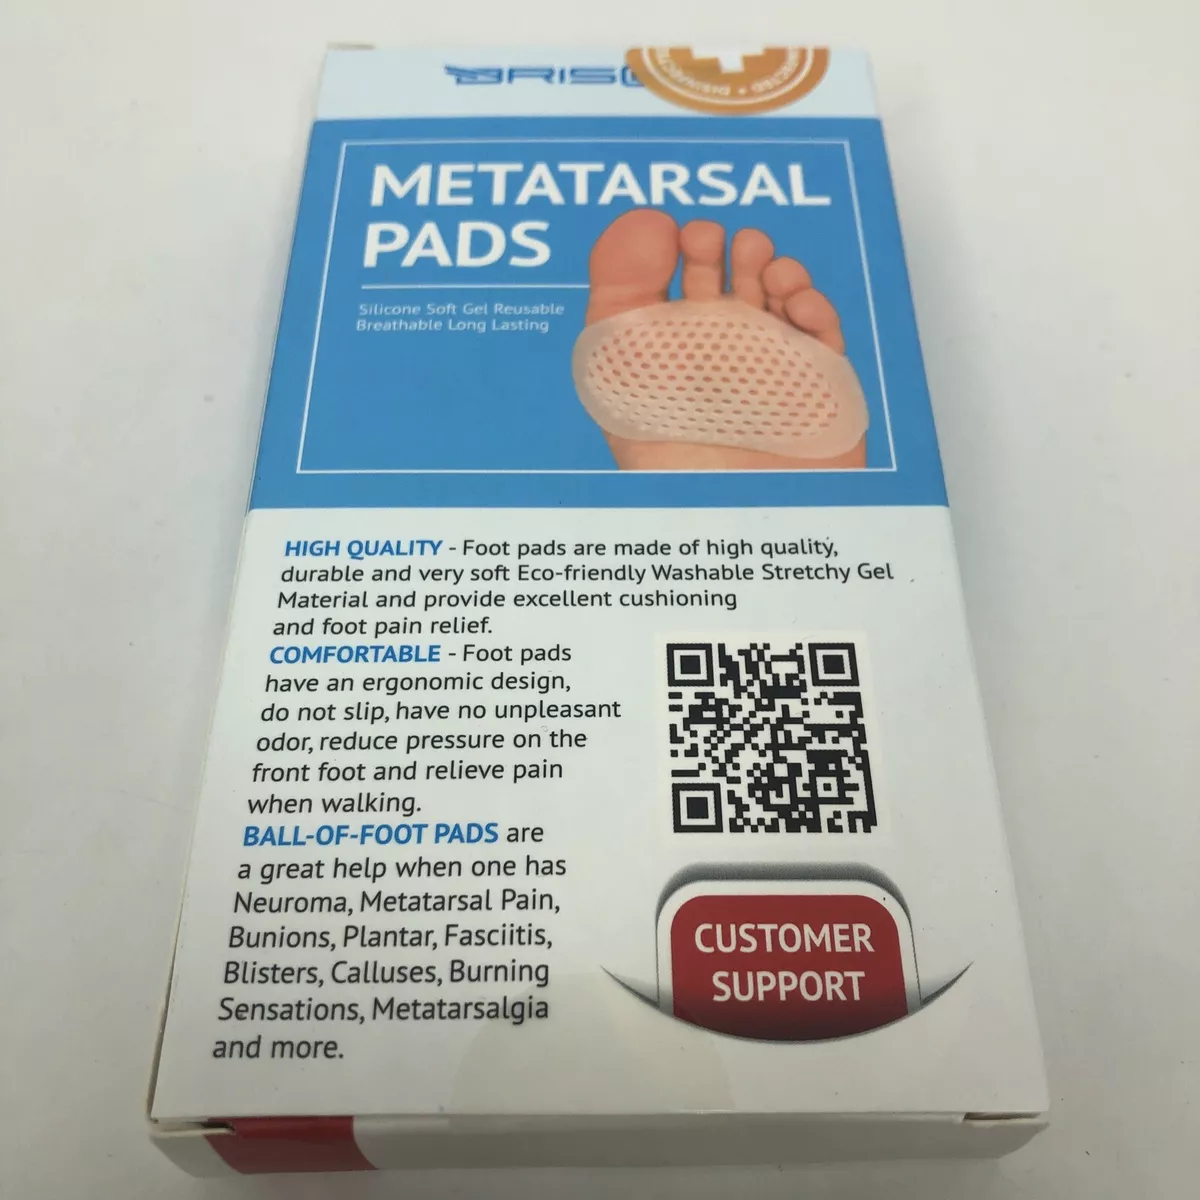 METATARSAL
PADS
Silicone Soft Gel Reusable
Breathable Long Lasting
HIGH QUALITY - Foot pads are made of high quality,
durable and very soft Eco-friendly Washable Stretchy Gel
Material and provide excellent cushioning
and foot pain relief.
COMFORTABLE - Foot pads
have an ergonomic design,
do not slip, have no unpleasant
odor, reduce pressure on the
front foot and relieve pain
when walking.
BALL-OF-FOOT PADS are
a great help when one has
Neuroma, Metatarsal Pain,
Bunions, Plantar, Fasciitis,
Blisters, Calluses, Burning
Sensations, Metatarsalgia
and more.
CUSTOMER
SUPPORT